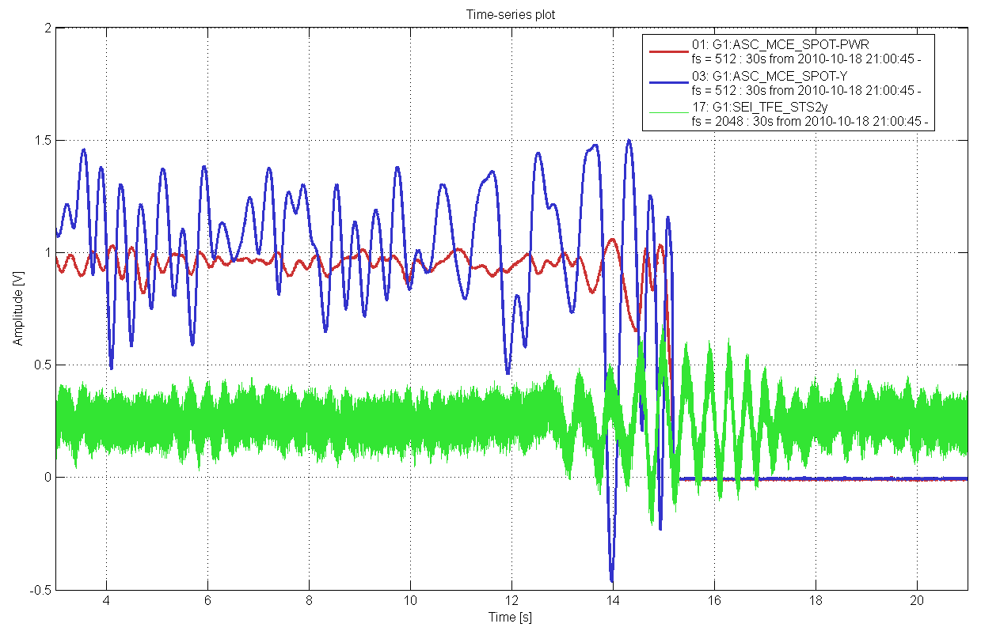 Time-series plot
01: G1:ASC_MCE_SPOT-PWR
fs = 512 : 30s from 2010-10-18 21:00:45 -
03: G1:ASC_MCE_SPOT-Y
fs = 512 : 30s from 2010-10-18 21:00:45 -
17: G1:SEI_TFE_STS2y
fs = 2048 : 30s from 2010-10-18 21:00:45 -
2
1.5
1
0.5
0
-0.5
Amplitude [V]
4 6 8 10 12 14 16 18 20
Time [s]